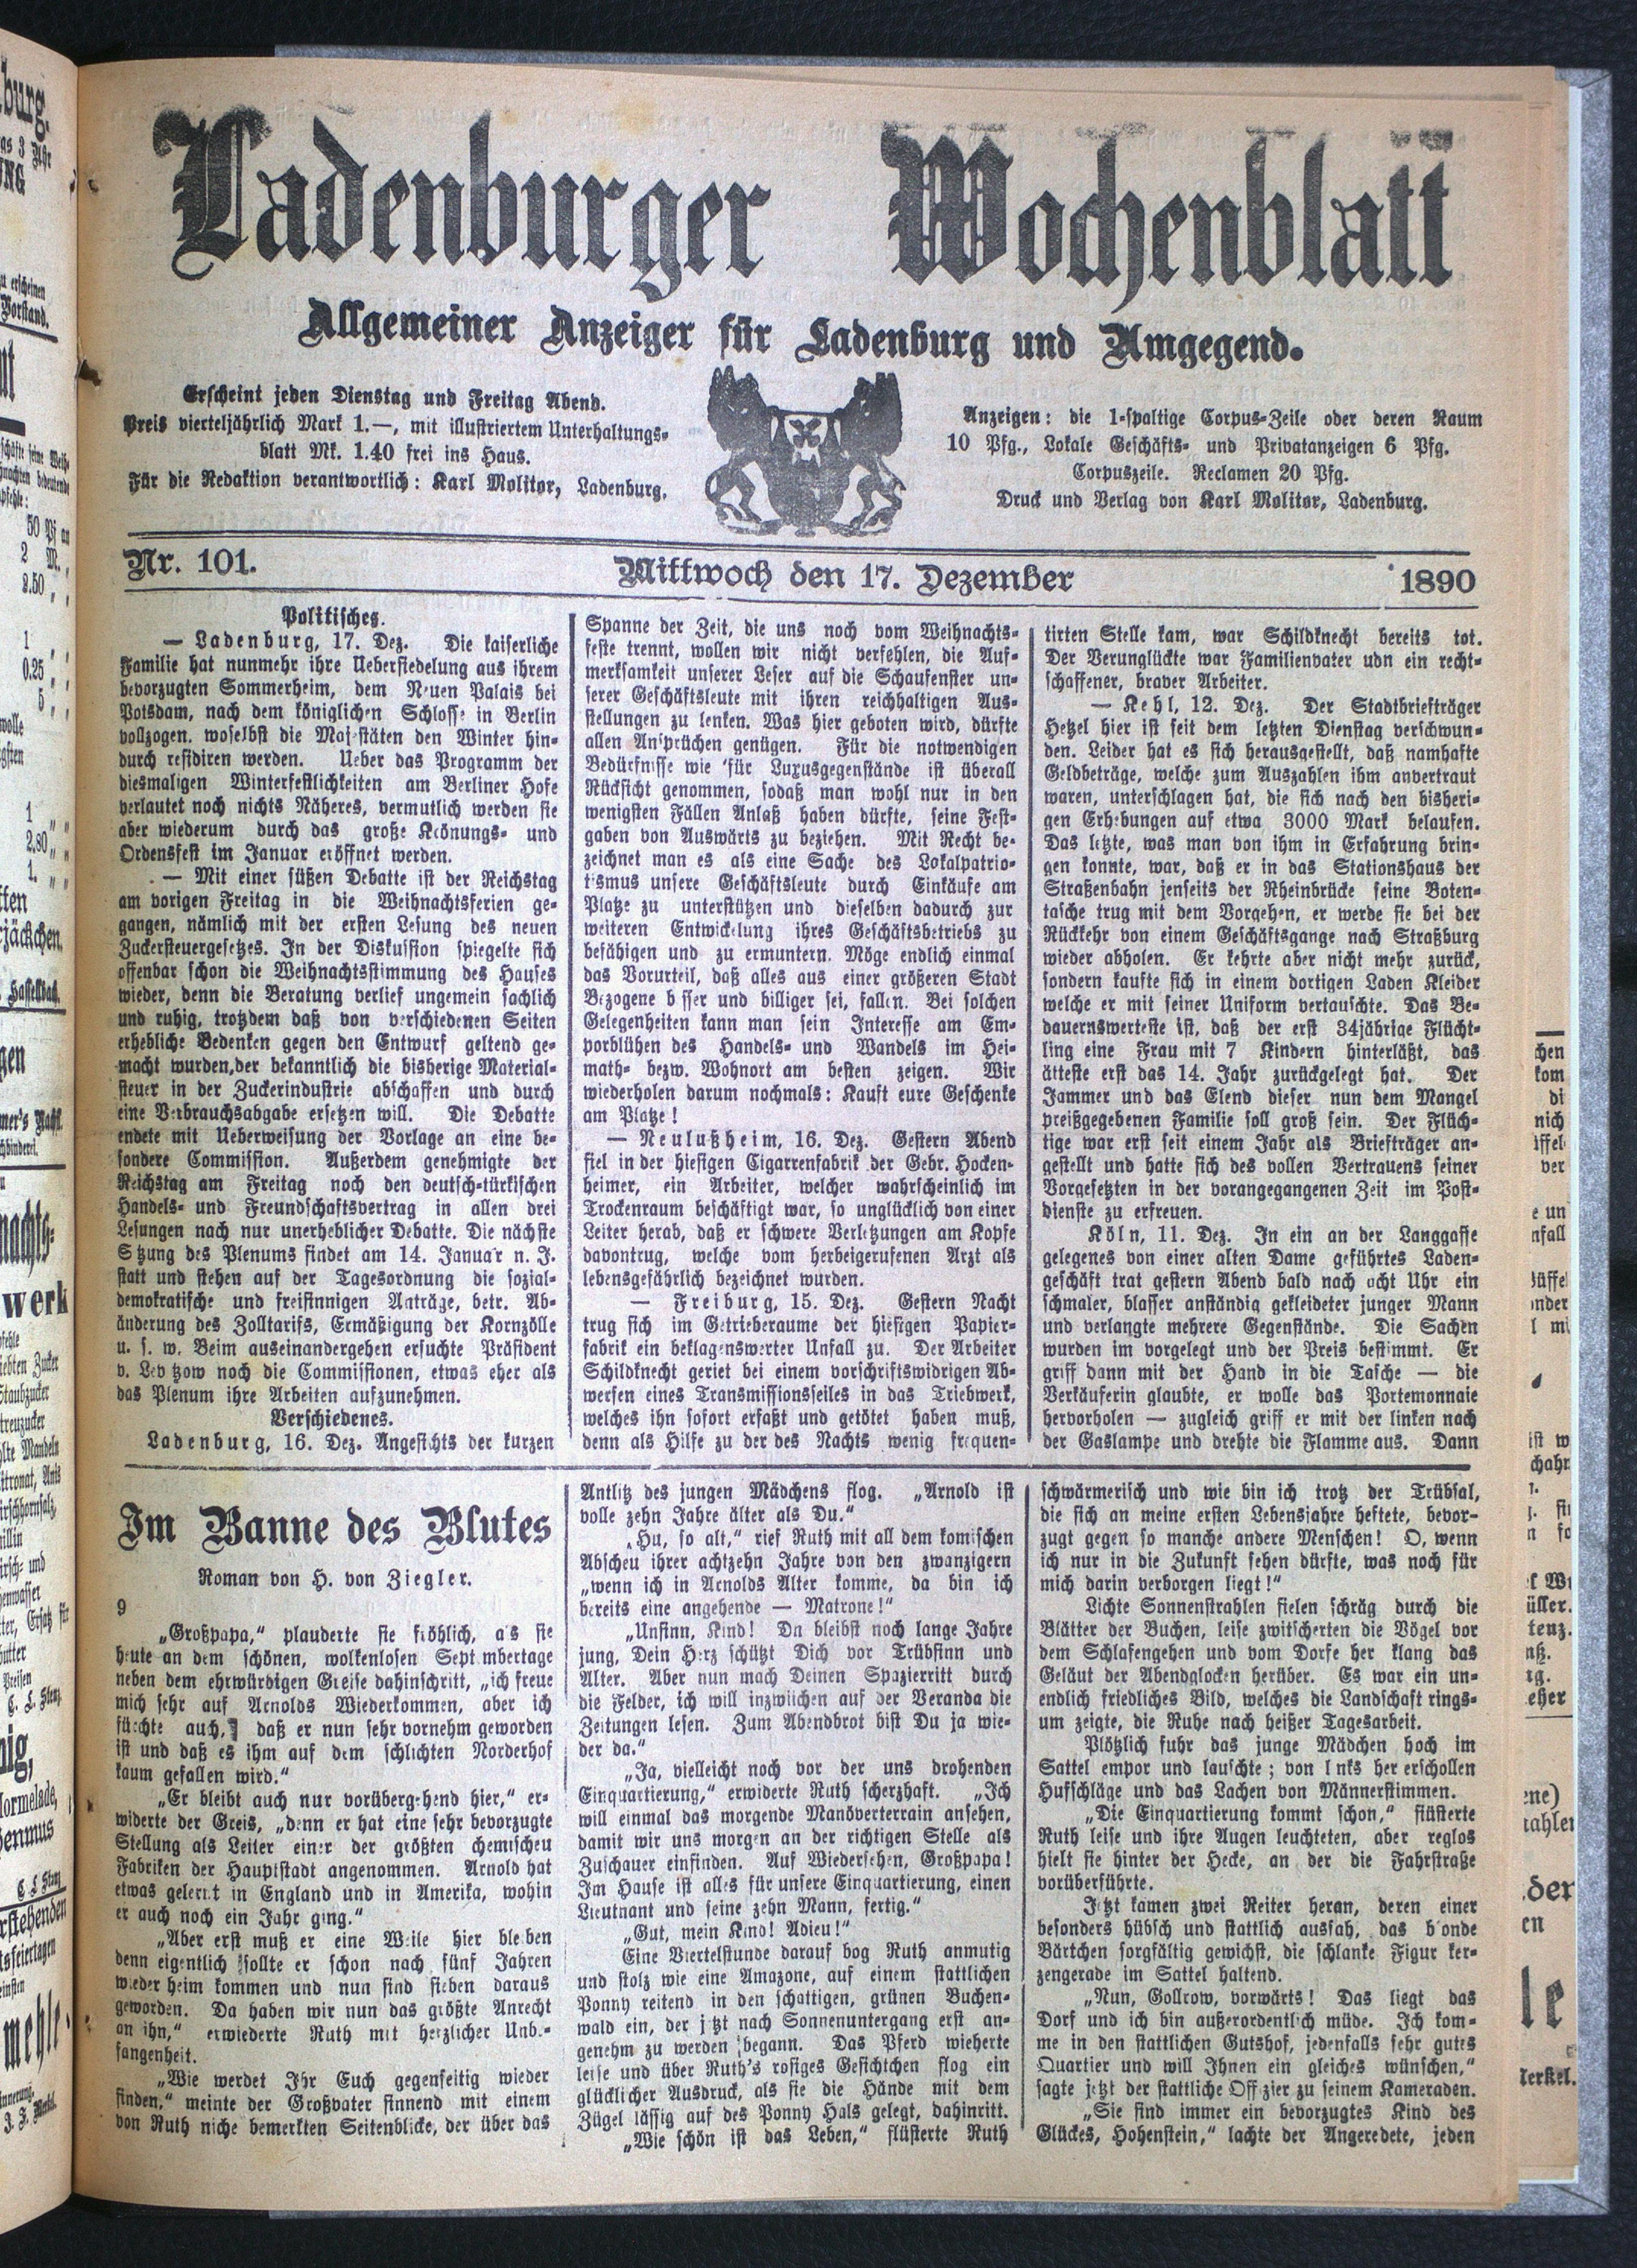 Ladenburger Wochenblatt
Allgemeiner Anzeiger für Ladenburg und Umgegend.
Erscheint jeden Dienstag und Freitag Abend.
Preis vierteljährlich Mark 1.—, mit illustriertem Unterhaltungs-
blatt Mk. 1.40 frei ins Haus.
Für die Redaktion verantwortlich: Karl Molitor, Ladenburg.
Anzeigen: die 1-spaltige Corpus-Zeile oder deren Raum
10 Pfg., Lokale Geschäfts- und Privatanzeigen 6 Pfg.
Corpuszeile. Reclamen 20 Pfg.
Druck und Verlag von Karl Molitor, Ladenburg.
Nr. 101.
Mittwoch den 17. Dezember
1890
Politisches.
— Ladenburg, 17. Dez. Die kaiserliche
Familie hat nunmehr ihre Uebersiedelung aus ihrem
bevorzugten Sommerheim, dem Neuen Palais bei
Potsdam, nach dem königlichen Schlosse in Berlin
vollzogen, woselbst die Majestäten den Winter hin-
durch residiren werden. Ueber das Programm der
diesmaligen Winterfestlichkeiten am Berliner Hofe
verlautet noch nichts Näheres, vermutlich werden sie
aber wiederum durch das große Krönungs- und
Ordensfest im Januar eröffnet werden.
— Mit einer süßen Debatte ist der Reichstag
am vorigen Freitag in die Weihnachtsferien ge-
gangen, nämlich mit der ersten Lesung des neuen
Zuckersteuergesetzes. In der Diskussion spiegelte sich
offenbar schon die Weihnachtsstimmung des Hauses
wieder, denn die Beratung verlief ungemein sachlich
und ruhig, trotzdem daß von verschiedenen Seiten
erhebliche Bedenken gegen den Entwurf geltend ge-
macht wurden, der bekanntlich die bisherige Material-
steuer in der Zuckerindustrie abschaffen und durch
eine Verbrauchsabgabe ersetzen will. Die Debatte
endete mit Ueberweisung der Vorlage an eine be-
sondere Commission. Außerdem genehmigte der
Reichstag am Freitag noch den deutsch-türkischen
Handels- und Freundschaftsvertrag in allen drei
Lesungen nach nur unerheblicher Debatte. Die nächste
Sitzung des Plenums findet am 14. Januar n. J.
statt und stehen auf der Tagesordnung die sozial-
demokratische und freisinnigen Anträge, betr. Ab-
änderung des Zolltarifs, Ermäßigung der Kornzölle
u. s. w. Beim auseinandergehen ersuchte Präsident
v. Levetzow noch die Commissionen, etwas eher als
das Plenum ihre Arbeiten aufzunehmen.
Verschiedenes.
Ladenburg, 16. Dez. Angesichts der kurzen
Spanne der Zeit, die uns noch vom Weihnachts-
feste trennt, wollen wir nicht verfehlen, die Auf-
merksamkeit unserer Leser auf die Schaufenster un-
serer Geschäftsleute mit ihren reichhaltigen Aus-
stellungen zu lenken. Was hier geboten wird, dürfte
allen Ansprüchen genügen. Für die notwendigen
Bedürfnisse wie für Luxusgegenstände ist überall
Rücksicht genommen, sodaß man wohl nur in den
wenigsten Fällen Anlaß haben dürfte, seine Fest-
gaben von Auswärts zu beziehen. Mit Recht be-
zeichnet man es als eine Sache des Lokalpatrio-
tismus unsere Geschäftsleute durch Einkäufe am
Platze zu unterstützen und dieselben dadurch zur
weiteren Entwickelung ihres Geschäftsbetriebs zu
befähigen und zu ermuntern. Möge endlich einmal
das Vorurteil, daß alles aus einer größeren Stadt
Bezogene besser und billiger sei, fallen. Bei solchen
Gelegenheiten kann man sein Interesse am Em-
porblühen des Handels- und Wandels im Hei-
math- bezw. Wohnort am besten zeigen. Wir
wiederholen darum nochmals: Kauft eure Geschenke
am Platze!
— Neulußheim, 16. Dez. Gestern Abend
fiel in der hiesigen Cigarrenfabrik der Gebr. Hocken-
heimer, ein Arbeiter, welcher wahrscheinlich im
Trockenraum beschäftigt war, so unglücklich von einer
Leiter herab, daß er schwere Verletzungen am Kopfe
davontrug, welche vom herbeigerufenen Arzt als
lebensgefährlich bezeichnet wurden.
— Freiburg, 15. Dez. Gestern Nacht
trug sich im Getrieberaume der hiesigen Papier-
fabrik ein beklagenswerter Unfall zu. Der Arbeiter
Schildknecht geriet bei einem vorschriftswidrigen Ab-
werfen eines Transmissionsseiles in das Triebwerk,
welches ihn sofort erfaßt und getötet haben muß,
denn als Hilfe zu der des Nachts wenig frequen-
tirten Stelle kam, war Schildknecht bereits tot.
Der Verunglückte war Familienvater udn ein recht-
schaffener, braver Arbeiter.
— Kehl, 12. Dez. Der Stadtbriefträger
Hetzel hier ist seit dem letzten Dienstag verschwun-
den. Leider hat es sich herausgestellt, daß namhafte
Geldbeträge, welche zum Auszahlen ihm anvertraut
waren, unterschlagen hat, die sich nach den bisheri-
gen Erhebungen auf etwa 3000 Mark belaufen.
Das letzte, was man von ihm in Erfahrung brin-
gen konnte, war, daß er in das Stationshaus der
Straßenbahn jenseits der Rheinbrücke seine Boten-
tasche trug mit dem Vorgehen, er werde sie bei der
Rückkehr von einem Geschäftsgange nach Straßburg
wieder abholen. Er kehrte aber nicht mehr zurück,
sondern kaufte sich in einem dortigen Laden Kleider
welche er mit seiner Uniform vertauschte. Das Be-
dauernswerteste ist, daß der erst 34jährige Flücht-
ling eine Frau mit 7 Kindern hinterläßt, das
ätteste erst das 14. Jahr zurückgelegt hat. Der
Jammer und das Elend dieser nun dem Mangel
preißgegebenen Familie soll groß sein. Der Flüch-
tige war erst seit einem Jahr als Briefträger an-
gestellt und hatte sich des vollen Vertrauens seiner
Vorgesetzten in der vorangegangenen Zeit im Post-
dienste zu erfreuen.
Köln, 11. Dez. In ein an der Langgasse
gelegenes von einer alten Dame geführtes Laden-
geschäft trat gestern Abend bald nach acht Uhr ein
schmaler, blasser anständig gekleideter junger Mann
und verlangte mehrere Gegenstände. Die Sachen
wurden im vorgelegt und der Preis bestimmt. Er
griff dann mit der Hand in die Tasche — die
Verkäuferin glaubte, er wolle das Portemonnaie
hervorholen — zugleich griff er mit der linken nach
der Gaslampe und drehte die Flamme aus. Dann
Im Banne des Blutes
Roman von H. von Ziegler.
9
„Großpapa,“ plauderte sie fröhlich, als sie
heute an dem schönen, wolkenlosen Septembertage
neben dem ehrwürdigen Greise dahinschritt, „ich freue
mich sehr auf Arnolds Wiederkommen, aber ich
fürchte auch, daß er nun sehr vornehm geworden
ist und daß es ihm auf dem schlichten Norderhof
kaum gefallen wird.“
„Er bleibt auch nur vorübergehend hier,“ er-
widerte der Greis, „denn er hat eine sehr bevorzugte
Stellung als Leiter einer der größten chemischeu
Fabriken der Hauptstadt angenommen. Arnold hat
etwas gelernt in England und in Amerika, wohin
er auch noch ein Jahr ging.“
„Aber erst muß er eine Weile hier bleiben
denn eigentlich sollte er schon nach fünf Jahren
wieder heim kommen und nun sind sieben daraus
geworden. Da haben wir nun das größte Anrecht
an ihn,“ erwiederte Ruth mit herzlicher Unbe-
fangenheit.
„Wie werdet Ihr Euch gegenseitig wieder
finden,“ meinte der Großvater sinnend mit einem
von Ruth niche bemerkten Seitenblicke, der über das
Antlitz des jungen Mädchens flog. „Arnold ist
volle zehn Jahre älter als Du.“
„Hu, so alt,“ rief Ruth mit all dem komischen
Abscheu ihrer achtzehn Jahre von den zwanzigern
„wenn ich in Arnolds Alter komme, da bin ich
bereits eine angehende — Matrone!“
„Unsinn, Kind! Du bleibst noch lange Jahre
jung, Dein Herz schützt Dich vor Trübsinn und
Alter. Aber nun mach Deinen Spazierritt durch
die Felder, ich will inzwischen auf der Veranda die
Zeitungen lesen. Zum Abendbrot bist Du ja wie-
der da.“
„Ja, vielleicht noch vor der uns drohenden
Einquartierung,“ erwiderte Ruth scherzhaft. „Ich
will einmal das morgende Manöverterrain ansehen,
damit wir uns morgen an der richtigen Stelle als
Zuschauer einfinden. Auf Wiedersehen, Großpapa!
Im Hause ist alles für unsere Einquartierung, einen
Lieutnant und seine zehn Mann, fertig.“
„Gut, mein Kind! Adieu!“
Eine Viertelstunde darauf bog Ruth anmutig
und stolz wie eine Amazone, auf einem stattlichen
Ponny reitend in den schattigen, grünen Buchen-
wald ein, der jetzt nach Sonnenuntergang erst an-
genehm zu werden begann. Das Pferd wieherte
leise und über Ruth's rosiges Gesichtchen flog ein
glücklicher Ausdruck, als sie die Hände mit dem
Zügel lässig auf des Ponny Hals gelegt, dahinritt.
„Wie schön ist das Leben,“ flüsterte Ruth
schwärmerisch und wie bin ich trotz der Trübsal,
die sich an meine ersten Lebensjahre heftete, bevor-
zugt gegen so manche andere Menschen! O, wenn
ich nur in die Zukunft sehen dürfte, was noch für
mich darin verborgen liegt!“
Lichte Sonnenstrahlen fielen schräg durch die
Blätter der Buchen, leise zwitscherten die Vögel vor
dem Schlafengehen und vom Dorfe her klang das
Geläut der Abendglocken herüber. Es war ein un-
endlich friedliches Bild, welches die Landschaft rings-
um zeigte, die Ruhe nach heißer Tagesarbeit.
Plötzlich fuhr das junge Mädchen hoch im
Sattel empor und lauschte; von links her erschollen
Hufschläge und das Lachen von Männerstimmen.
„Die Einquartierung kommt schon,“ flüsterte
Ruth leise und ihre Augen leuchteten, aber reglos
hielt sie hinter der Hecke, an der die Fahrstraße
vorüberführte.
Jetzt kamen zwei Reiter heran, deren einer
besonders hübsch und stattlich aussah, das blonde
Bärtchen sorgfältig gewichst, die schlanke Figur ker-
zengerade im Sattel haltend.
„Nun, Gollrow, vorwärts! Das liegt das
Dorf und ich bin außerordentlich müde. Ich kom-
me in den stattlichen Gutshof, jedenfalls sehr gutes
Quartier und will Ihnen ein gleiches wünschen,“
sagte jetzt der stattliche Offizier zu seinem Kameraden.
„Sie sind immer ein bevorzugtes Kind des
Glückes, Hohenstein,“ lachte der Angeredete, jeden